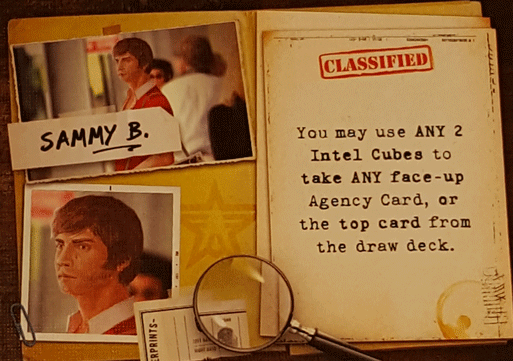 SAMMY B.
CLASSIFIED
You may use ANY 2
Intel Cubes to
take ANY face-up
Agency Card, or
the top card from
the draw deck.
ERPRINTS-